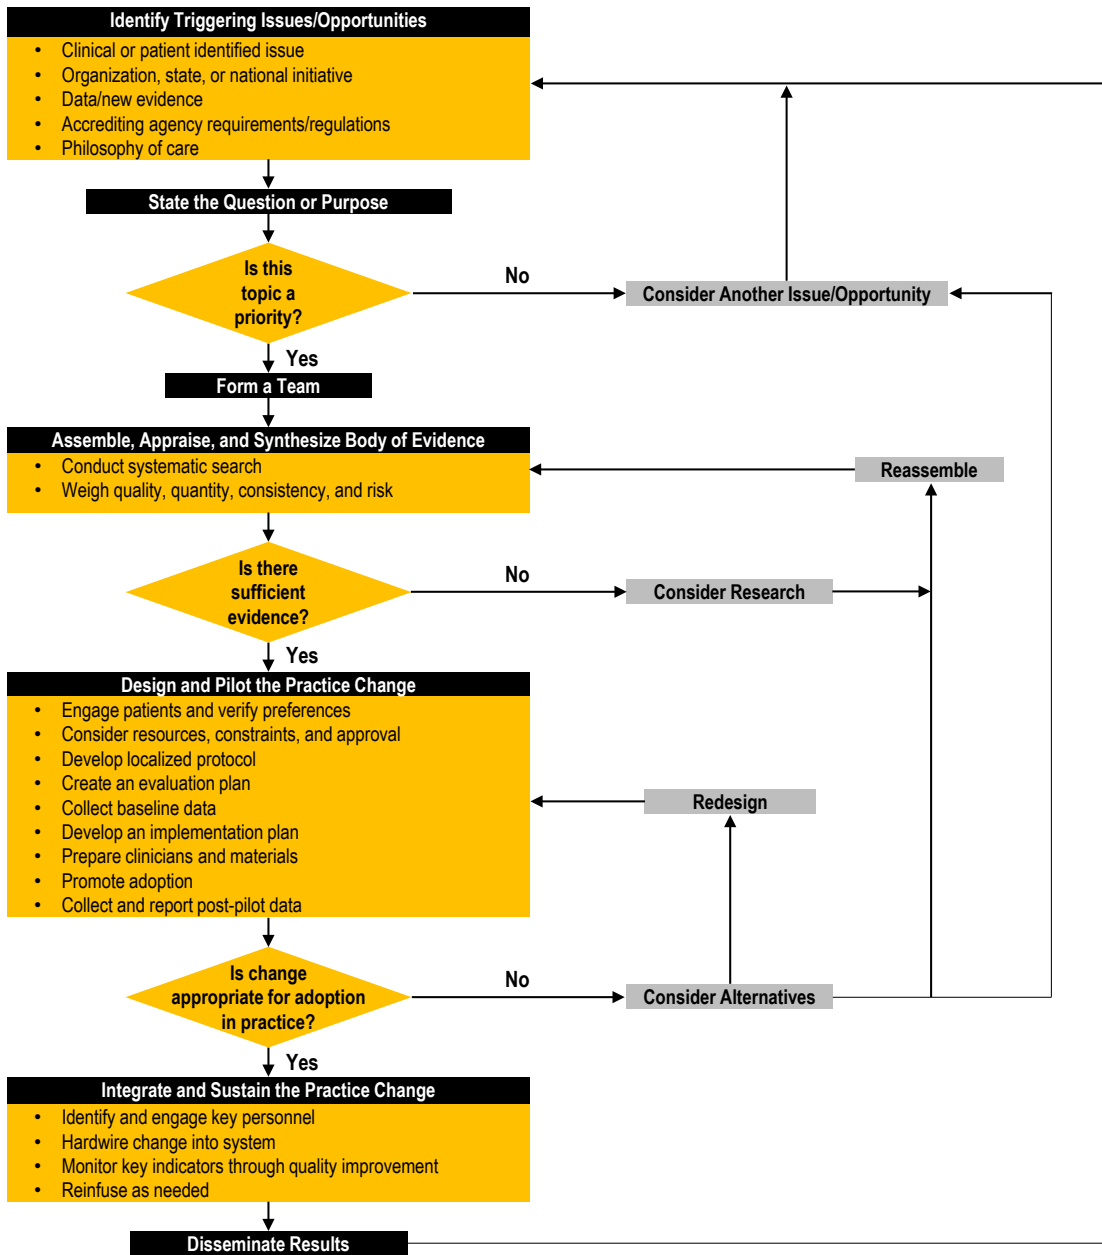 Identify Triggering Issues/Opportunities
• Clinical or patient identified issue
• Organization, state, or national initiative
• Data/new evidence
• Accrediting agency requirements/regulations
• Philosophy of care
State the Question or Purpose
Is this
topic a
priority?
No
Consider Another Issue/Opportunity
Yes
Form a Team
Assemble, Appraise, and Synthesize Body of Evidence
• Conduct systematic search
• Weigh quality, quantity, consistency, and risk
Reassemble
Is there
sufficient
evidence?
No
Consider Research
Yes
Design and Pilot the Practice Change
• Engage patients and verify preferences
• Consider resources, constraints, and approval
• Develop localized protocol
• Create an evaluation plan
• Collect baseline data
• Develop an implementation plan
• Prepare clinicians and materials
• Promote adoption
• Collect and report post-pilot data
Redesign
Is change
appropriate for adoption
in practice?
No
Consider Alternatives
Yes
Integrate and Sustain the Practice Change
• Identify and engage key personnel
• Hardwire change into system
• Monitor key indicators through quality improvement
• Reinfuse as needed
Disseminate Results